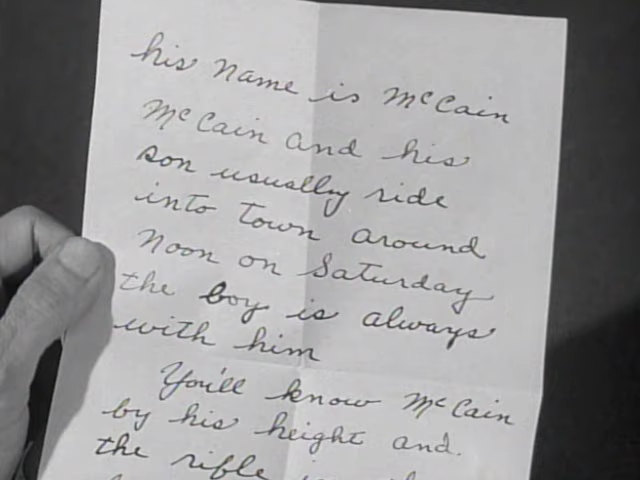 his name is McCain
McCain and his
son usually ride
into town around
Noon on Saturday
the boy is always
with him
You'll know McCain
by his height and
the rifle